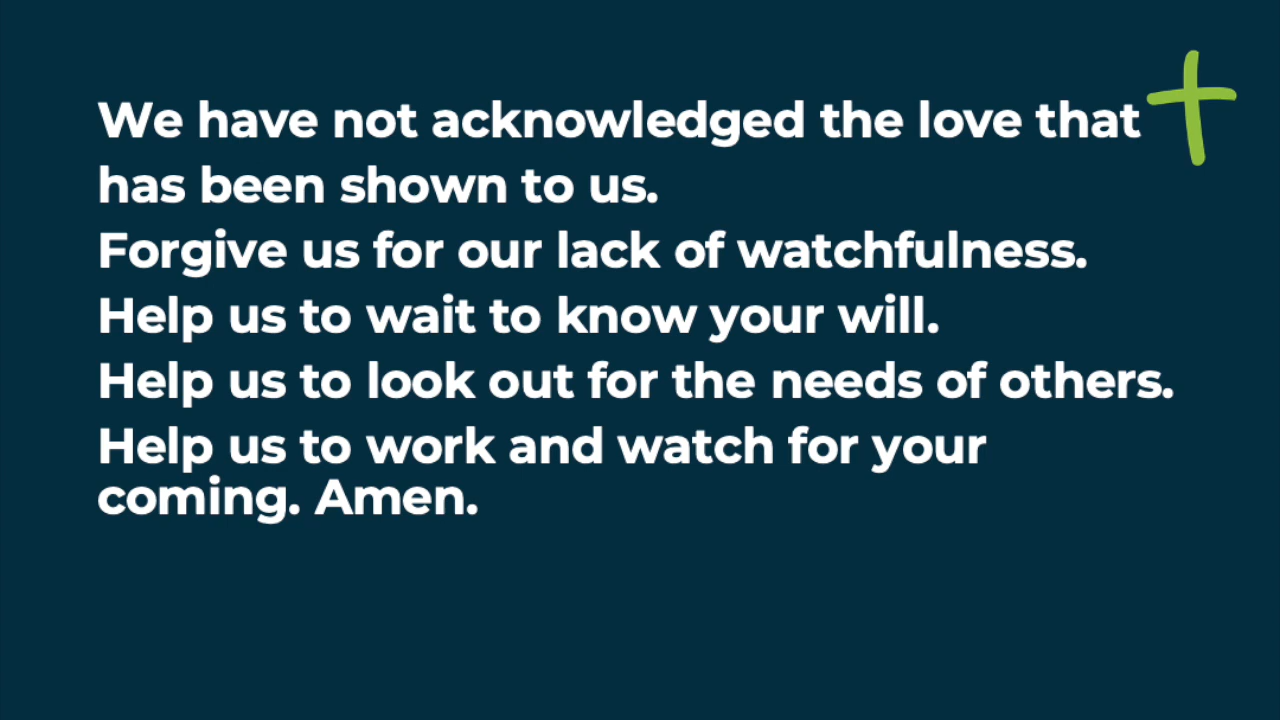 We have not acknowledged the love that
has been shown to us.
Forgive us for our lack of watchfulness.
Help us to wait to know your will.
Help us to look out for the needs of others.
Help us to work and watch for your
coming. Amen.